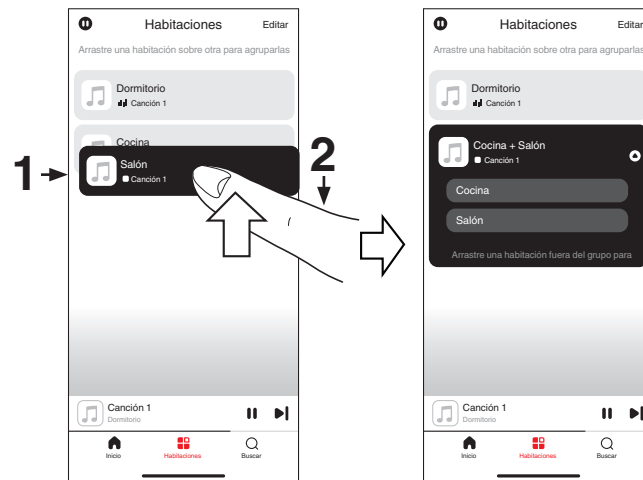 Habitaciones
Editar
Arrastre una habitación sobre otra para agruparlas
Dormitorio
Canción 1
Cocina
Salón
Canción 1
1
2
Canción 1
Dormitorio
Inicio
Habitaciones
Buscar
Habitaciones
Editar
Arrastre una habitación sobre otra para agruparlas
Dormitorio
Canción 1
Cocina + Salón
Canción 1
Cocina
Salón
Arrastre una habitación fuera del grupo para
Canción 1
Dormitorio
Inicio
Habitaciones
Buscar